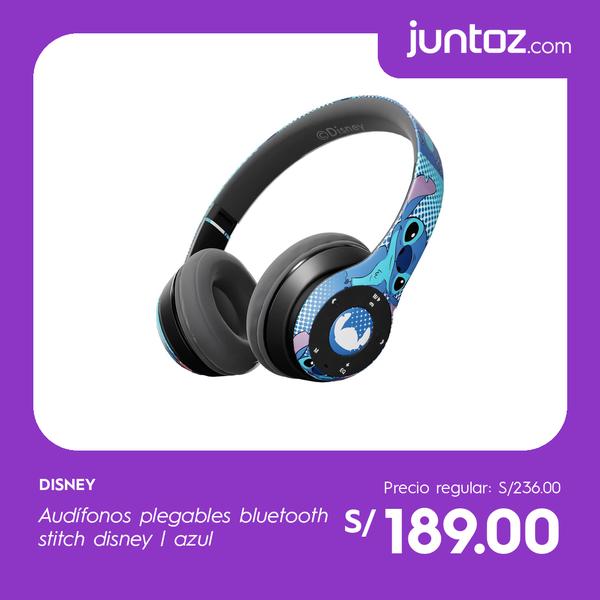 juntoz.com
©Disney
DISNEY
Audífonos plegables bluetooth
stitch disney | azul
Precio regular: S/236.00
S/189.00